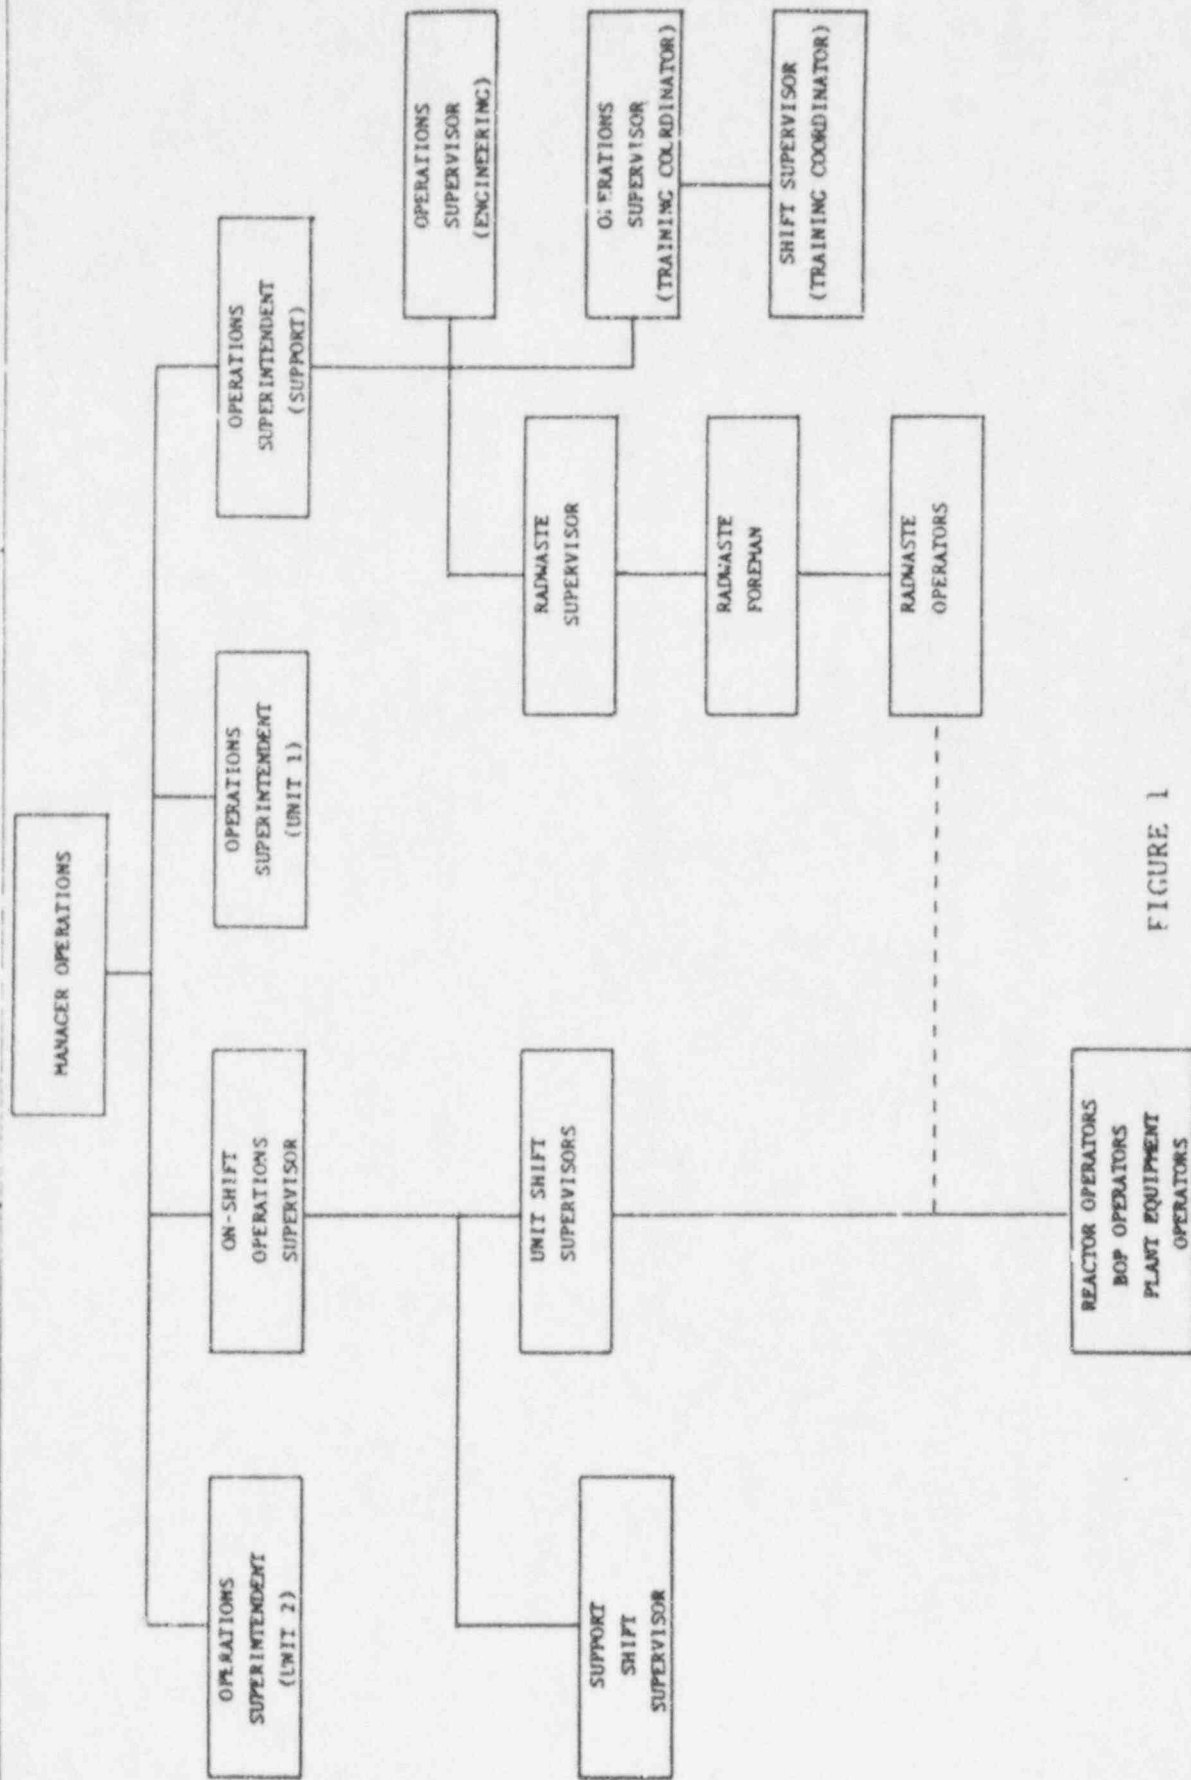 MANAGER OPERATIONS
OPERATIONS
SUPERINTENDENT
(UNIT 2)
ON-SHIFT
OPERATIONS
SUPERVISOR
OPERATIONS
SUPERINTENDENT
(UNIT 1)
OPERATIONS
SUPERINTENDENT
(SUPPORT)
OPERATIONS
SUPERVISOR
(ENGINEERING)
SUPPORT
SHIFT
SUPERVISOR
UNIT SHIFT
SUPERVISORS
RADWASTE
SUPERVISOR
OPERATIONS
SUPERVISOR
(TRAINING COORDINATOR)
RADWASTE
FOREMAN
SHIFT SUPERVISOR
(TRAINING COORDINATOR)
RADWASTE
OPERATORS
REACTOR OPERATORS
BOP OPERATORS
PLANT EQUIPMENT
OPERATORS
FIGURE 1